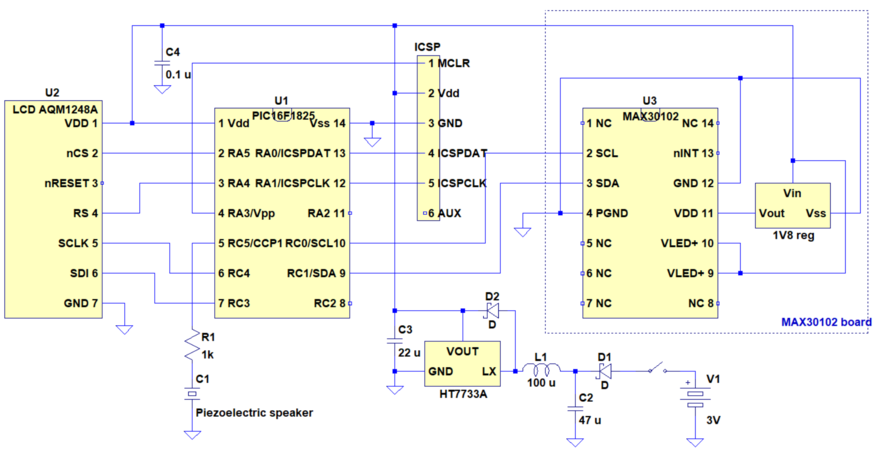 C4
0.1 u
ICSP
1 MCLR
2 Vdd
3 GND
4 ICSPDAT
5 ICSPCLK
6 AUX
U2
LCD AQM1248A
VDD 1
nCS 2
nRESET 3
RS 4
SCLK 5
SDI 6
GND 7
U1
PIC16F1825
1 Vdd
Vss 14
2 RA5
RA0/ICSPDAT 13
3 RA4
RA1/ICSPCLK 12
4 RA3/Vpp
RA2 11
5 RC5/CCP1
RC0/SCL10
6 RC4
RC1/SDA 9
7 RC3
RC2 8
U3
MAX30102
1 NC
NC 14
2 SCL
nINT 13
3 SDA
GND 12
4 PGND
VDD 11
5 NC
VLED+ 10
6 NC
VLED+ 9
7 NC
NC 8
Vin
Vout
Vss
1V8 reg
MAX30102 board
R1
1k
C1
Piezoelectric speaker
C3
22 u
D2
D
VOUT
GND
LX
HT7733A
L1
100 u
C2
47 u
D1
D
V1
+
3V